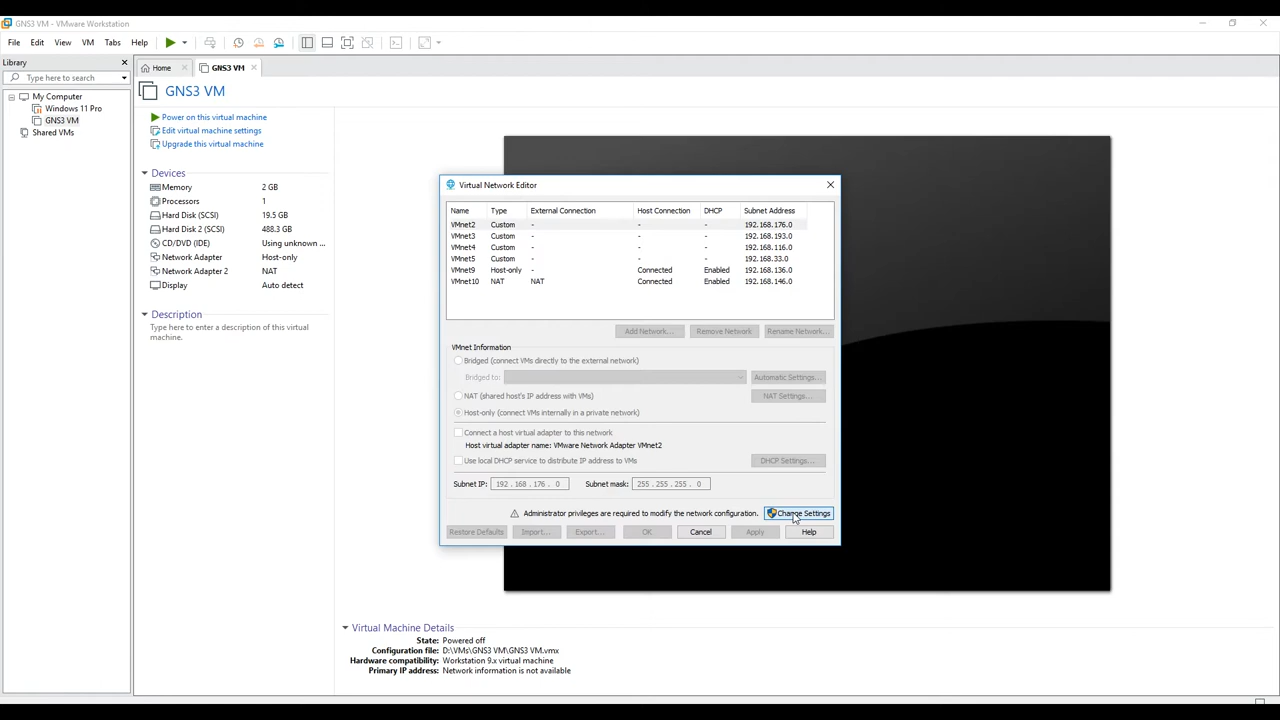 GNS3 VM - VMware Workstation
File Edit View VM Tabs Help
Library
Type here to search
My Computer
Windows 11 Pro
GNS3 VM
Shared VMs
Home GNS3 VM
GNS3 VM
Power on this virtual machine
Edit virtual machine settings
Upgrade this virtual machine
Devices
Memory 2 GB
Processors 1
Hard Disk (SCSI) 19.5 GB
Hard Disk 2 (SCSI) 488.3 GB
CD/DVD (IDE) Using unknown ...
Network Adapter Host-only
Network Adapter 2 NAT
Display Auto detect
Description
Type here to enter a description of this virtual
machine.
Virtual Network Editor
Name Type External Connection Host Connection DHCP Subnet Address
VMnet2 Custom - - - 192.168.176.0
VMnet3 Custom - - - 192.168.193.0
VMnet4 Custom - - - 192.168.116.0
VMnet5 Custom - - - 192.168.33.0
VMnet9 Host-only - Connected Enabled 192.168.136.0
VMnet10 NAT NAT Connected Enabled 192.168.146.0
Add Network... Remove Network Rename Network...
VMnet Information
Bridged (connect VMs directly to the external network)
Bridged to: Automatic Settings...
NAT (shared host's IP address with VMs) NAT Settings...
Host-only (connect VMs internally in a private network)
Connect a host virtual adapter to this network
Host virtual adapter name: VMware Network Adapter VMnet2
Use local DHCP service to distribute IP address to VMs DHCP Settings...
Subnet IP: 192 . 168 . 176 . 0 Subnet mask: 255 . 255 . 255 . 0
Administrator privileges are required to modify the network configuration. Change Settings
Restore Defaults Import... Export... OK Cancel Apply Help
Virtual Machine Details
State: Powered off
Configuration file: D:\VMs\GNS3 VM\GNS3 VM.vmx
Hardware compatibility: Workstation 9.x virtual machine
Primary IP address: Network information is not available